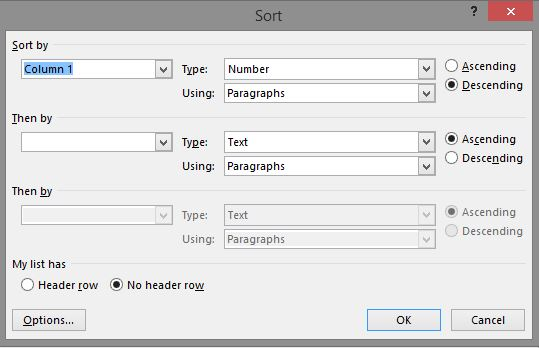 Sort
?
Sort by
Column 1 Type: Number Ascending
Using: Paragraphs Descending
Then by
Type: Text Ascending
Using: Paragraphs Descending
Then by
Type: Text Ascending
Using: Paragraphs Descending
My list has
Header row No header row
Options... OK Cancel